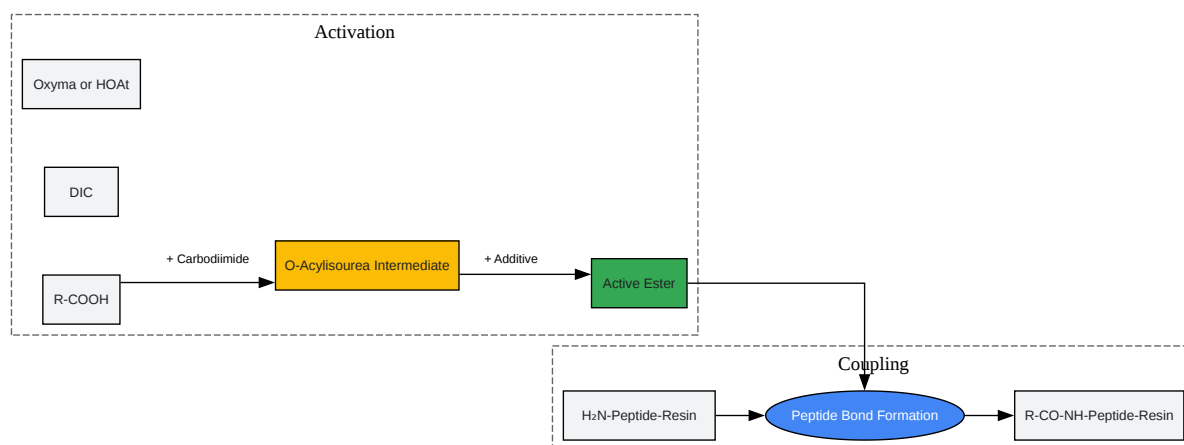 Activation
Oxyma or HOAt
DIC
R-COOH
+ Carbodiimide
O-Acylisourea Intermediate
+ Additive
Active Ester
Coupling
H₂N-Peptide-Resin
Peptide Bond Formation
R-CO-NH-Peptide-Resin